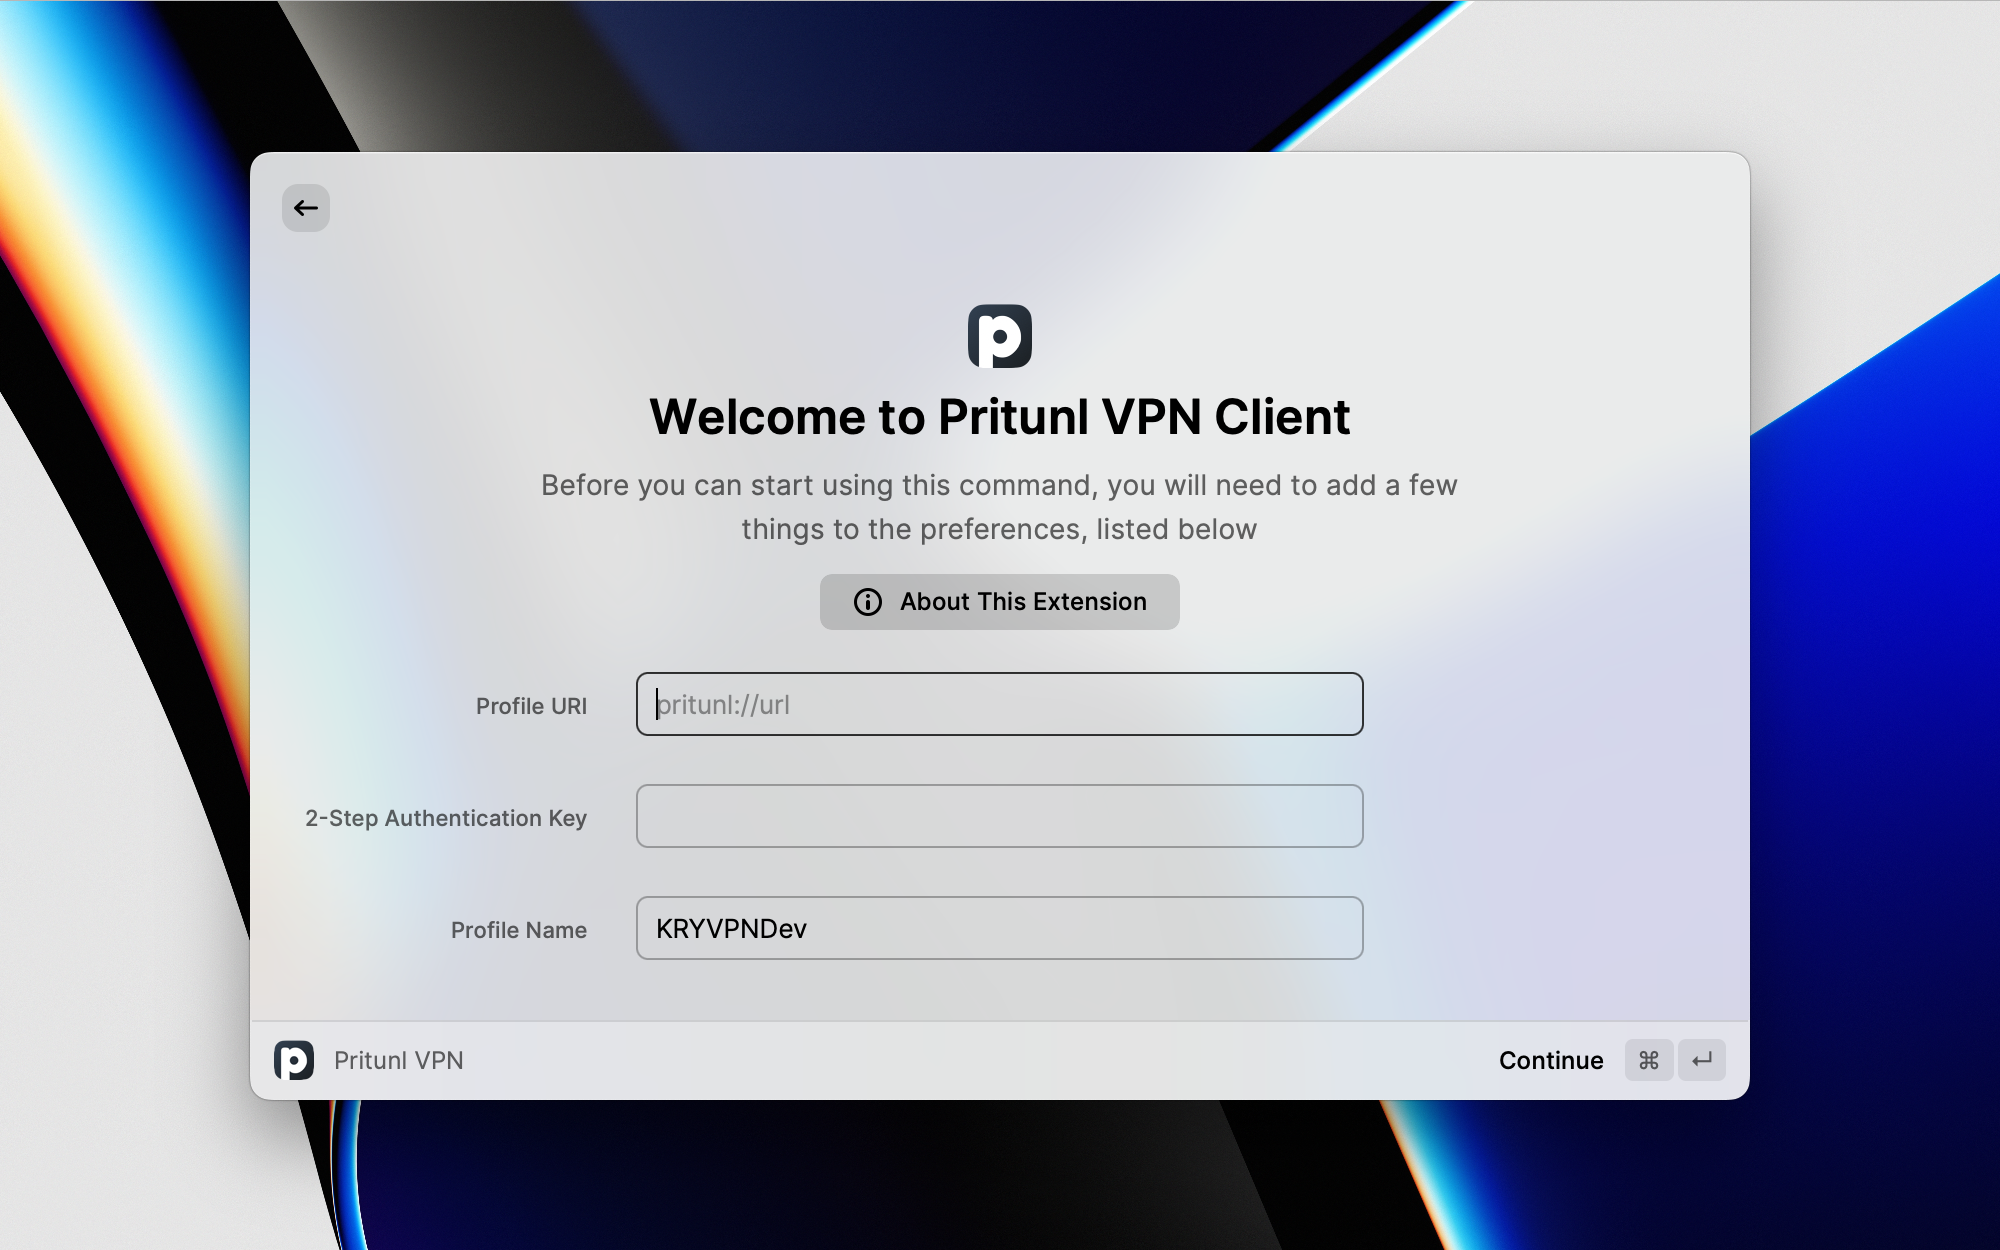 Welcome to Pritunl VPN Client
Before you can start using this command, you will need to add a few
things to the preferences, listed below
About This Extension
Profile URI
pritunl://url
2-Step Authentication Key
Profile Name
KRYVPNDev
Pritunl VPN
Continue ⌘ ↵